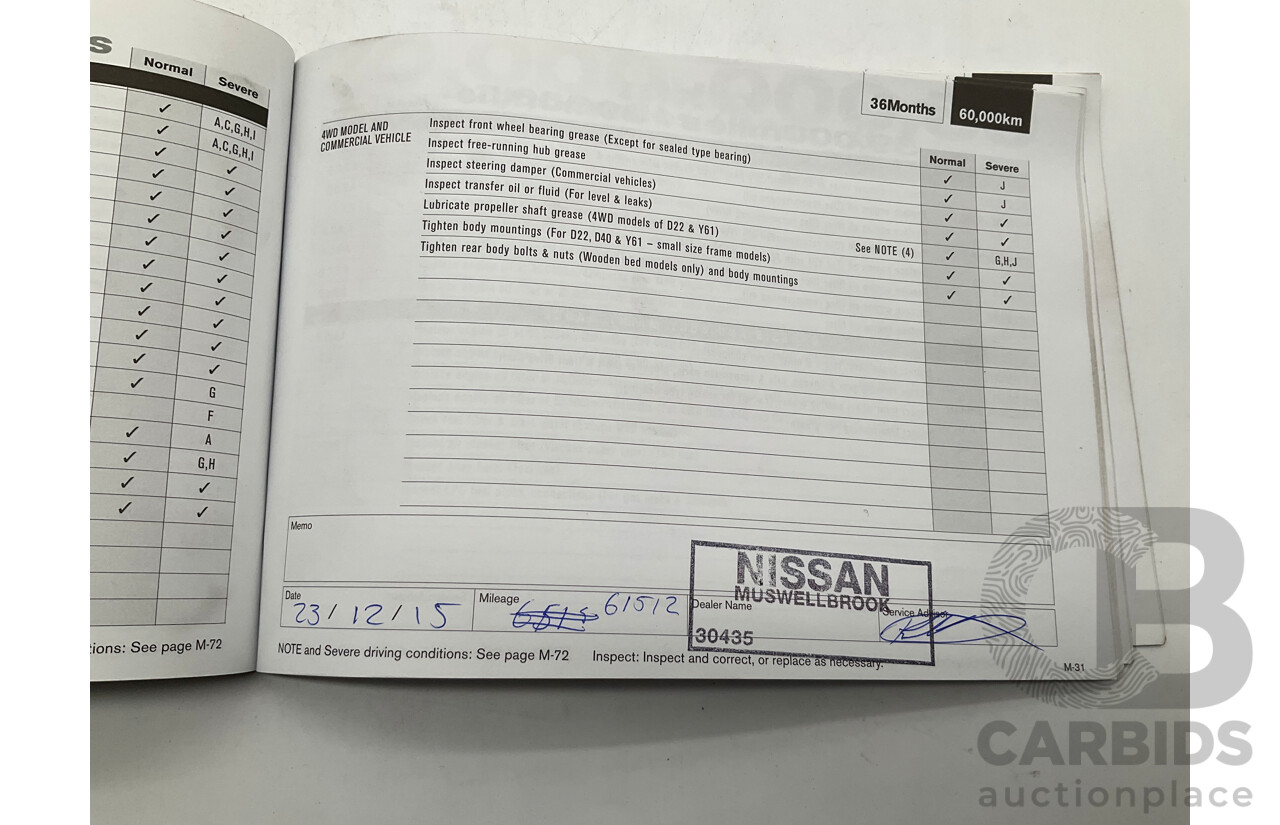 s
Normal Severe
✓ A,C,G,H,I
✓ A,C,G,H,I
✓ ✓
✓ ✓
✓ ✓
✓ ✓
✓ ✓
✓ ✓
✓ ✓
✓ ✓
✓ ✓
✓ ✓
✓ G
F
✓ A
✓ G,H
✓ ✓
✓ ✓
tions: See page M-72
36Months 60,000km
Normal Severe
4WD MODEL AND
COMMERCIAL VEHICLE
Inspect front wheel bearing grease (Except for sealed type bearing) ✓ J
Inspect free-running hub grease ✓ J
Inspect steering damper (Commercial vehicles) ✓ ✓
Inspect transfer oil or fluid (For level & leaks) ✓ ✓
Lubricate propeller shaft grease (4WD models of D22 & Y61) See NOTE (4) ✓ G,H,J
Tighten body mountings (For D22, D40 & Y61 – small size frame models) ✓ ✓
Tighten rear body bolts & nuts (Wooden bed models only) and body mountings ✓ ✓
Memo
NISSAN
MUSWELLBROOK
30435
Date 23/12/15
Mileage 61512
Dealer Name
Service Advisor
NOTE and Severe driving conditions: See page M-72 Inspect: Inspect and correct, or replace as necessary.
M-31
CB
CARBIDS
auctionplace